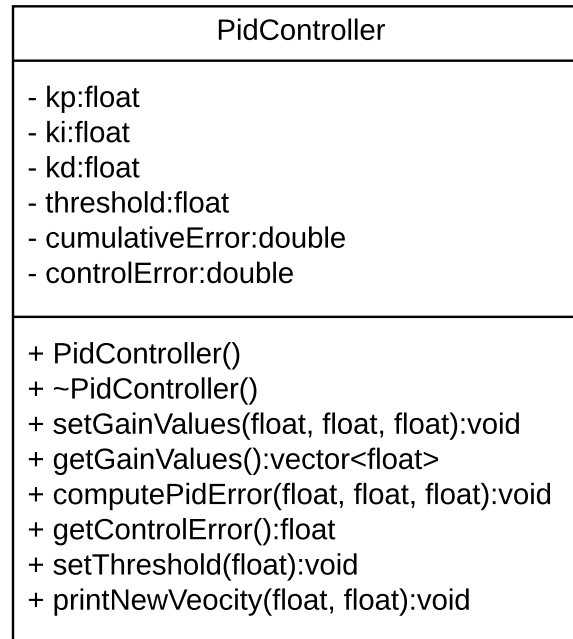 PidController
- kp:float
- ki:float
- kd:float
- threshold:float
- cumulativeError:double
- controlError:double
+ PidController()
+ ~PidController()
+ setGainValues(float, float, float):void
+ getGainValues():vector<float>
+ computePidError(float, float, float):void
+ getControlError():float
+ setThreshold(float):void
+ printNewVeocity(float, float):void